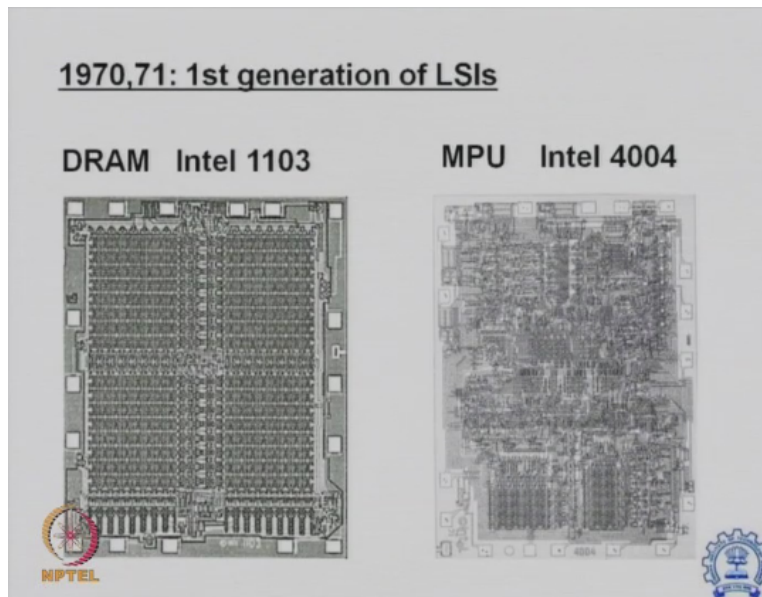 1970,71: 1st generation of LSIs
DRAM Intel 1103
MPU Intel 4004
4004
NPTEL